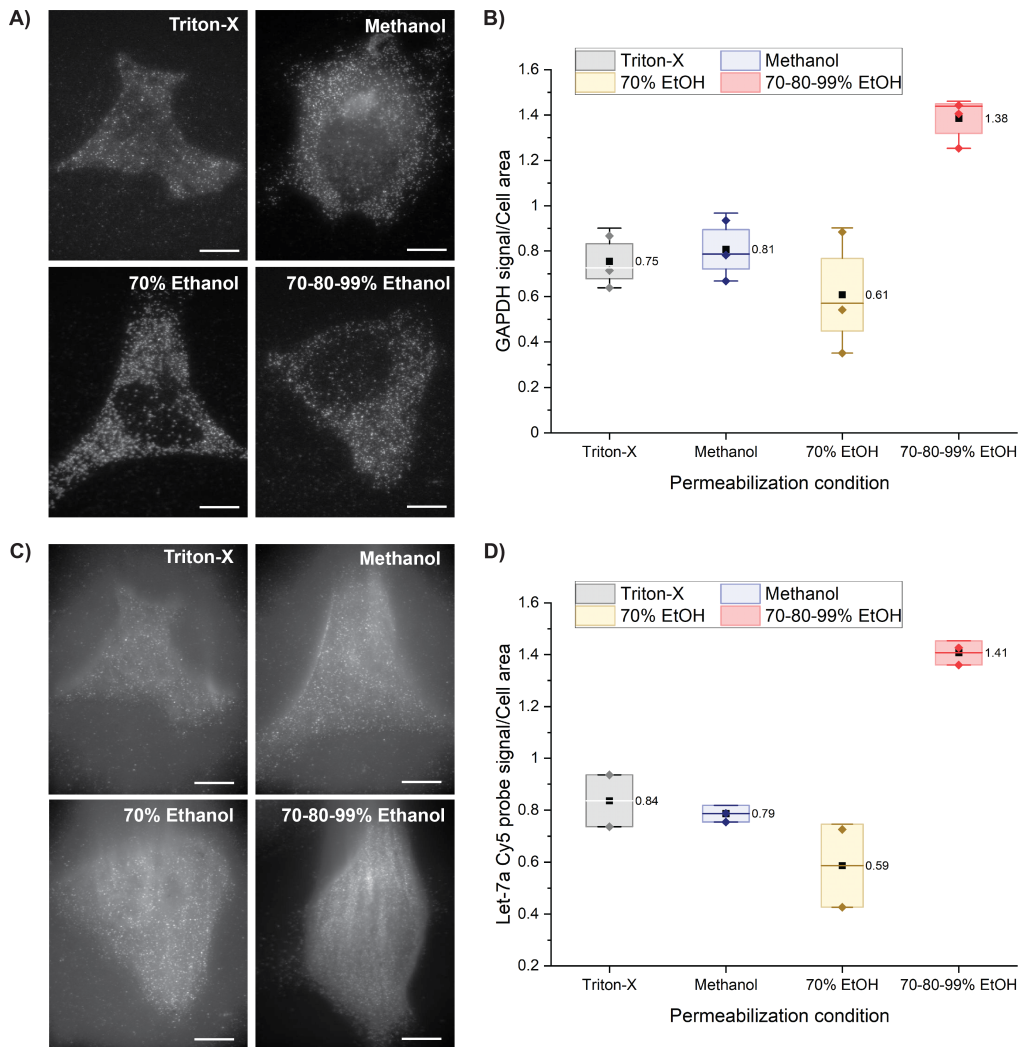 A)
Triton-X
Methanol
70% Ethanol
70-80-99% Ethanol
B)
Triton-X
Methanol
70% EtOH
70-80-99% EtOH
GAPDH signal/Cell area
1.6
1.4
1.2
1
0.8
0.6
0.4
0.2
0
0.75
0.81
0.61
1.38
Triton-X
Methanol
70% EtOH
70-80-99% EtOH
Permeabilization condition
C)
Triton-X
Methanol
70% Ethanol
70-80-99% Ethanol
D)
Triton-X
Methanol
70% EtOH
70-80-99% EtOH
Let-7a Cy5 probe signal/Cell area
1.6
1.4
1.2
1
0.8
0.6
0.4
0.2
0.84
0.79
0.59
1.41
Triton-X
Methanol
70% EtOH
70-80-99% EtOH
Permeabilization condition